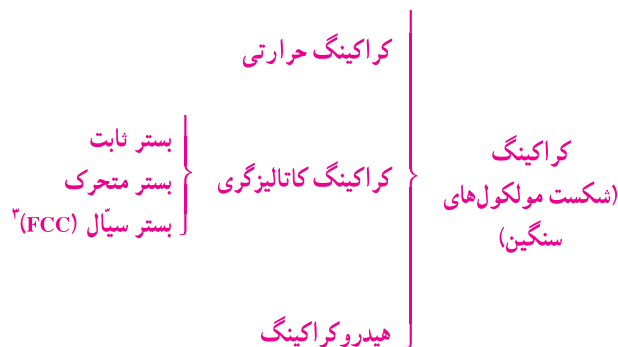 کراکینگ
(شکست مولکول‌های
سنگین)
کراکینگ حرارتی
کراکینگ کاتالیزگری
بستر ثابت
بستر متحرک
بستر سیّال (FCC)۳
هیدروکراکینگ